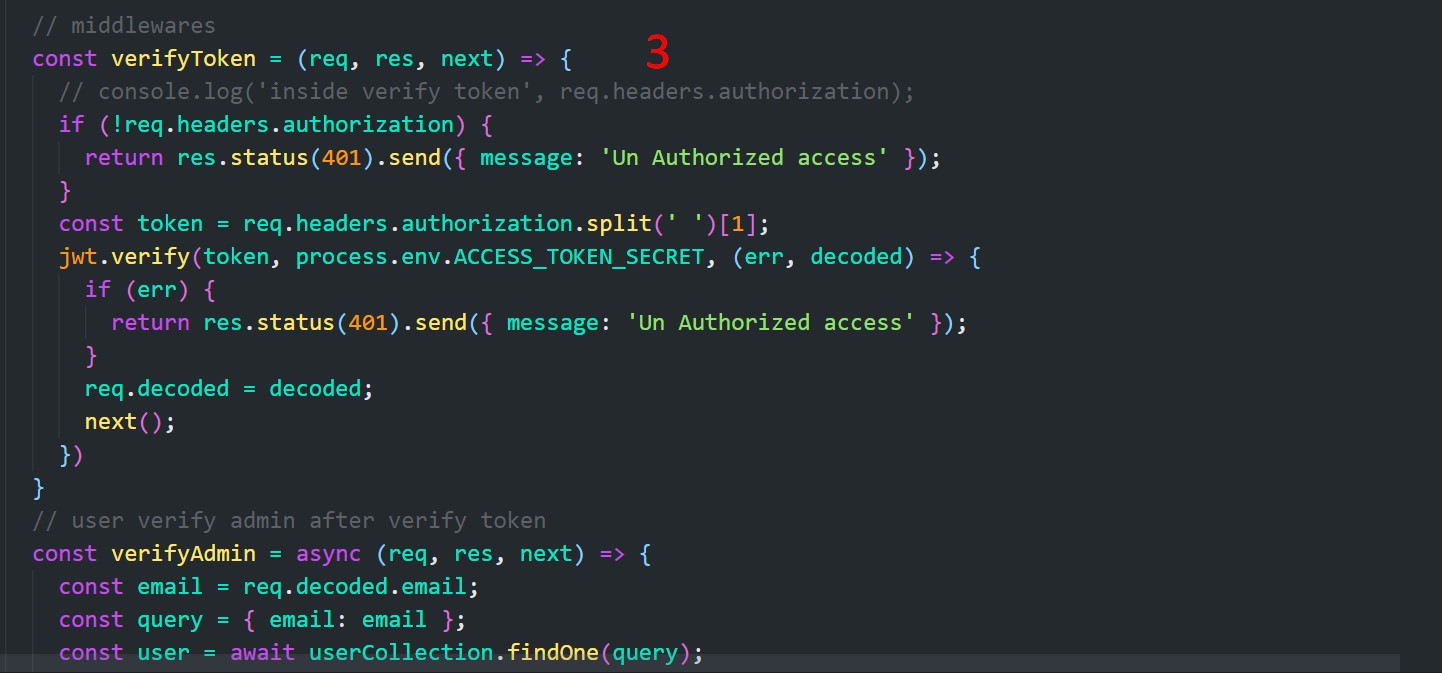 // middlewares
const verifyToken = (req, res, next) => { 3
// console.log('inside verify token', req.headers.authorization);
if (!req.headers.authorization) {
return res.status(401).send({ message: 'Un Authorized access' });
}
const token = req.headers.authorization.split(' ')[1];
jwt.verify(token, process.env.ACCESS_TOKEN_SECRET, (err, decoded) => {
if (err) {
return res.status(401).send({ message: 'Un Authorized access' });
}
req.decoded = decoded;
next();
})
}
// user verify admin after verify token
const verifyAdmin = async (req, res, next) => {
const email = req.decoded.email;
const query = { email: email };
const user = await userCollection.findOne(query);